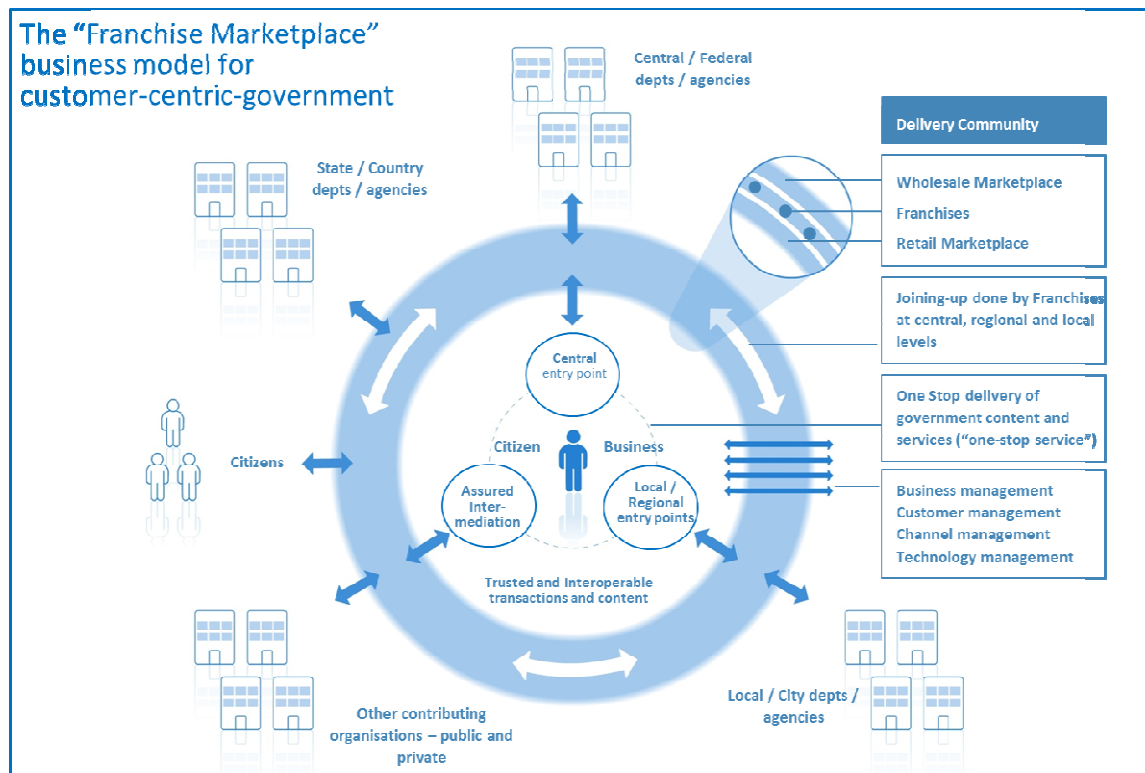 The “Franchise Marketplace”
business model for
customer-centric-government
Central / Federal
depts / agencies
State / Country
depts / agencies
Delivery Community
Wholesale Marketplace
Franchises
Retail Marketplace
Joining-up done by Franchises
at central, regional and local
levels
One Stop delivery of
government content and
services (“one-stop service”)
Business management
Customer management
Channel management
Technology management
Central
entry point
Citizen
Business
Citizens
Assured
Inter-
mediation
Local /
Regional
entry points
Trusted and Interoperable
transactions and content
Other contributing
organisations – public and
private
Local / City depts /
agencies